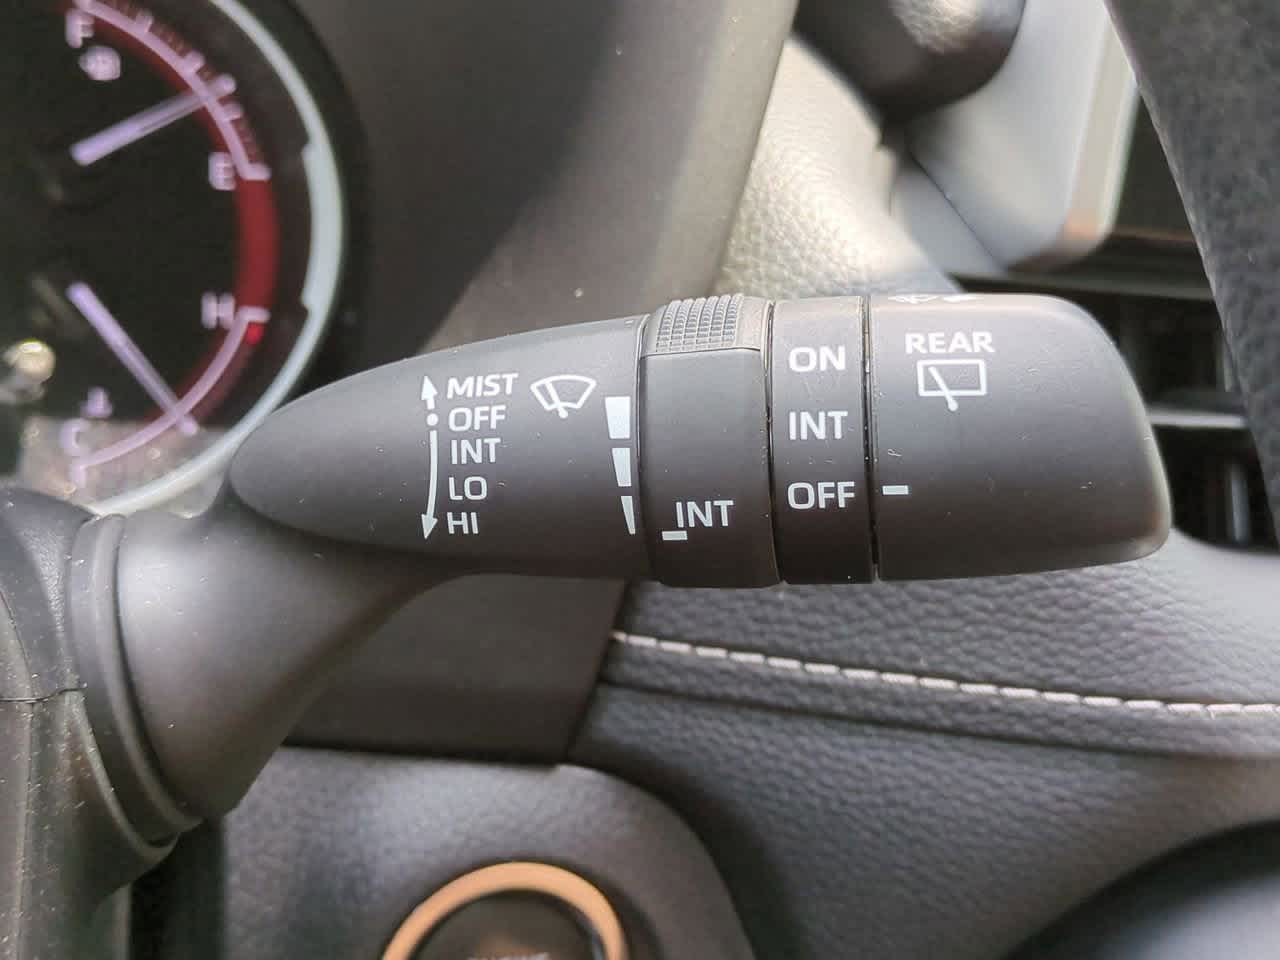 F
E
H
C
MIST
OFF
INT
LO
HI
INT
ON
INT
OFF
REAR